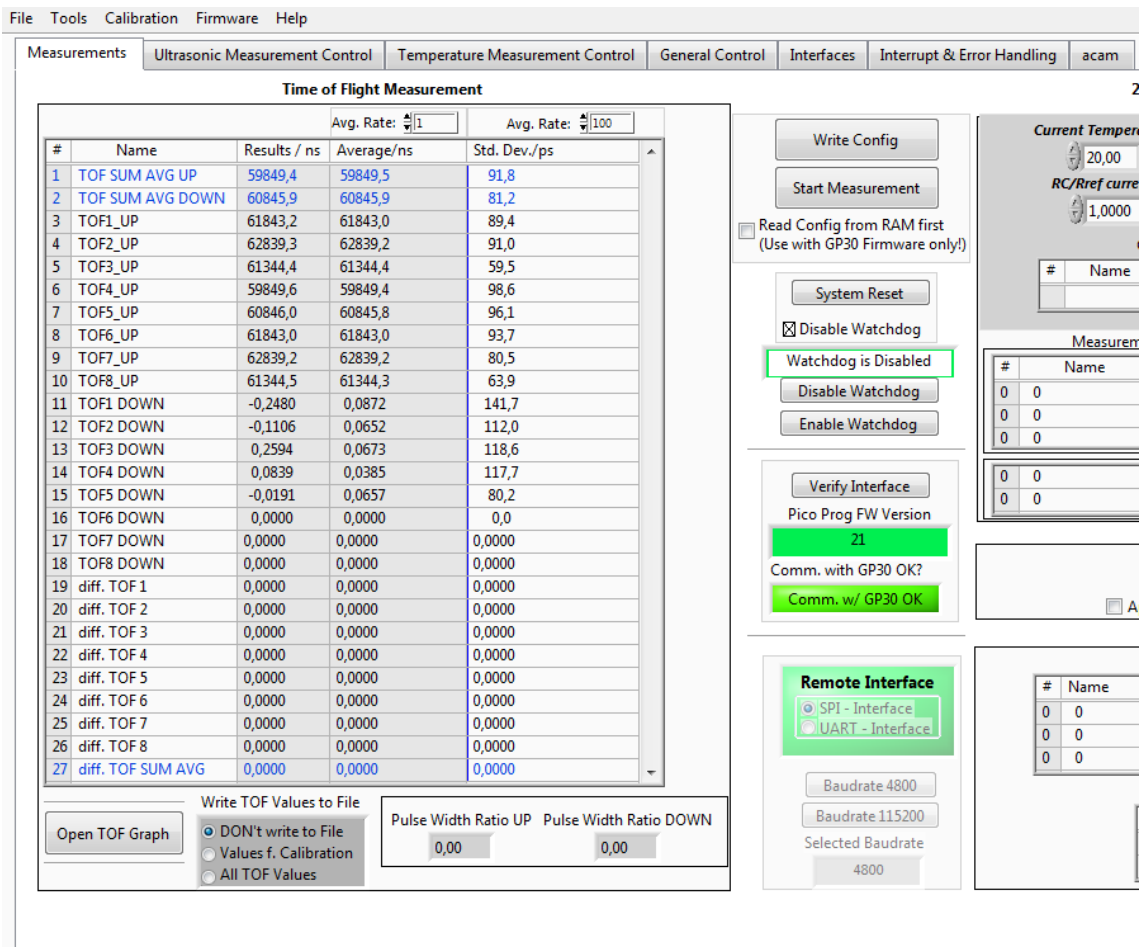 File Tools Calibration Firmware Help
Measurements Ultrasonic Measurement Control Temperature Measurement Control General Control Interfaces Interrupt & Error Handling acam
Time of Flight Measurement
Avg. Rate: 1 Avg. Rate: 100
# Name Results / ns Average/ns Std. Dev./ps
1 TOF SUM AVG UP 59849,4 59849,5 91,8
2 TOF SUM AVG DOWN 60845,9 60845,9 81,2
3 TOF1_UP 61843,2 61843,0 89,4
4 TOF2_UP 62839,3 62839,2 91,0
5 TOF3_UP 61344,4 61344,4 59,5
6 TOF4_UP 59849,6 59849,4 98,6
7 TOF5_UP 60846,0 60845,8 96,1
8 TOF6_UP 61843,0 61843,0 93,7
9 TOF7_UP 62839,2 62839,2 80,5
10 TOF8_UP 61344,5 61344,3 63,9
11 TOF1 DOWN -0,2480 0,0872 141,7
12 TOF2 DOWN -0,1106 0,0652 112,0
13 TOF3 DOWN 0,2594 0,0673 118,6
14 TOF4 DOWN 0,0839 0,0385 117,7
15 TOF5 DOWN -0,0191 0,0657 80,2
16 TOF6 DOWN 0,0000 0,0000 0,0
17 TOF7 DOWN 0,0000 0,0000 0,0000
18 TOF8 DOWN 0,0000 0,0000 0,0000
19 diff. TOF 1 0,0000 0,0000 0,0000
20 diff. TOF 2 0,0000 0,0000 0,0000
21 diff. TOF 3 0,0000 0,0000 0,0000
22 diff. TOF 4 0,0000 0,0000 0,0000
23 diff. TOF 5 0,0000 0,0000 0,0000
24 diff. TOF 6 0,0000 0,0000 0,0000
25 diff. TOF 7 0,0000 0,0000 0,0000
26 diff. TOF 8 0,0000 0,0000 0,0000
27 diff. TOF SUM AVG 0,0000 0,0000 0,0000
Open TOF Graph
Write TOF Values to File
DON't write to File
Values f. Calibration
All TOF Values
Pulse Width Ratio UP Pulse Width Ratio DOWN
0,00 0,00
Write Config
Start Measurement
Read Config from RAM first
(Use with GP30 Firmware only!)
System Reset
Disable Watchdog
Watchdog is Disabled
Disable Watchdog
Enable Watchdog
Verify Interface
Pico Prog FW Version
21
Comm. with GP30 OK?
Comm. w/ GP30 OK
Remote Interface
SPI - Interface
UART - Interface
Baudrate 4800
Baudrate 115200
Selected Baudrate
4800
2
Current
20,00
RC/Rref
1,0000
# Name
# Name
0 0
0 0
0 0
0 0
0 0
A
# Name
0 0
0 0
0 0